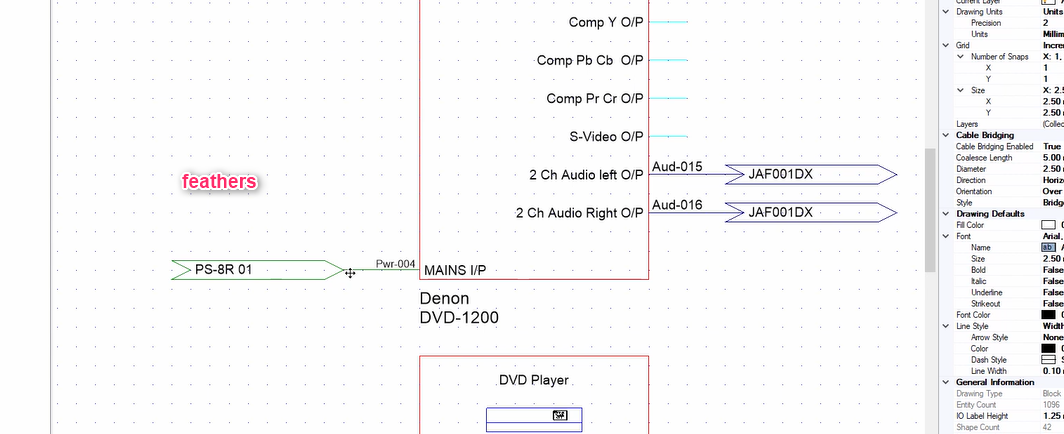 Comp Y O/P
Comp Pb Cb O/P
Comp Pr Cr O/P
S-Video O/P
2 Ch Audio left O/P Aud-015 JAF001DX
feathers
2 Ch Audio Right O/P Aud-016 JAF001DX
PS-8R 01 Pwr-004 MAINS I/P
Denon
DVD-1200
DVD Player
Current Layer
Drawing Units Units
Precision 2
Units
Grid
Number of Snaps X: 1,
X 1
Y 1
Size X: 2.5
X 2.50
Y 2.50
Layers
Cable Bridging
Cable Bridging Enabled True
Coalesce Length 5.00
Diameter 2.50
Direction
Orientation Over
Style
Drawing Defaults
Fill Color
Font Arial,
Name ab
Size 2.50
Bold False
Italic False
Underline False
Strikeout False
Font Color
Line Style Width
Arrow Style None
Color
Dash Style
Line Width 0.10
General Information
Drawing Type Block
Entity Count 1096
IO Label Height 1.25
Shape Count 42